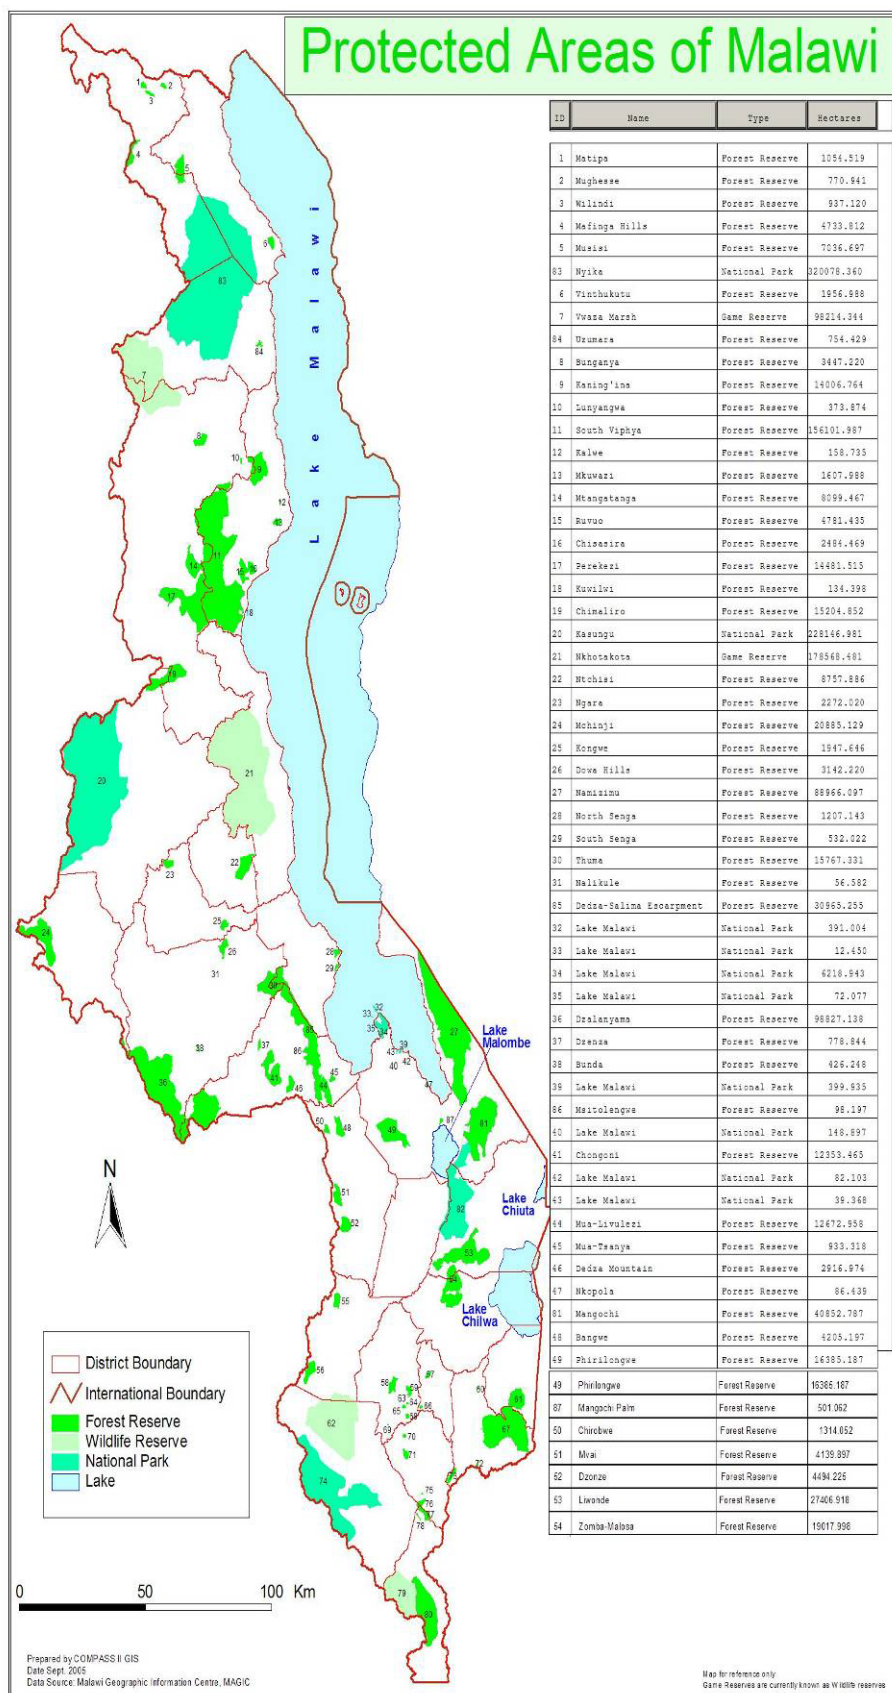 Protected Areas of Malawi
ID Name Type Hectares
1 Matipa Forest Reserve 1054.519
2 Mughesse Forest Reserve 770.941
3 Wilindi Forest Reserve 937.120
4 Mafinga Hills Forest Reserve 4733.812
5 Musisi Forest Reserve 7036.697
83 Nyika National Park 320078.360
6 Vinthukutu Forest Reserve 1956.988
7 Vwaza Marsh Game Reserve 98214.344
84 Uzumara Forest Reserve 754.429
8 Bunganya Forest Reserve 3447.220
9 Kaning'ina Forest Reserve 14006.764
10 Lunyangwa Forest Reserve 373.874
11 South Viphya Forest Reserve 156101.987
12 Kalwe Forest Reserve 158.735
13 Mkuwazi Forest Reserve 1607.988
14 Mtangatanga Forest Reserve 8099.467
15 Ruvuo Forest Reserve 4781.435
16 Chisasira Forest Reserve 2484.469
17 Perekezi Forest Reserve 14481.515
18 Kuwilwi Forest Reserve 134.398
19 Chimaliro Forest Reserve 15204.852
20 Kasungu National Park 228146.981
21 Nkhotakota Game Reserve 178568.481
22 Ntchisi Forest Reserve 8757.886
23 Ngara Forest Reserve 2272.020
24 Mchinji Forest Reserve 20885.129
25 Kongwe Forest Reserve 1947.646
26 Dowa Hills Forest Reserve 3142.220
27 Namizimu Forest Reserve 88966.097
28 North Senga Forest Reserve 1207.143
29 South Senga Forest Reserve 532.022
30 Thuma Forest Reserve 15767.331
31 Nalikule Forest Reserve 56.582
85 Dedza-Salima Escarpment Forest Reserve 30965.255
32 Lake Malawi National Park 391.004
33 Lake Malawi National Park 12.450
34 Lake Malawi National Park 6218.943
35 Lake Malawi National Park 72.077
36 Dzalanyama Forest Reserve 98827.138
37 Dzenza Forest Reserve 778.844
38 Bunda Forest Reserve 426.248
39 Lake Malawi National Park 399.935
86 Msitolengwe Forest Reserve 98.197
40 Lake Malawi National Park 148.897
41 Chongoni Forest Reserve 12353.465
42 Lake Malawi National Park 82.103
43 Lake Malawi National Park 39.368
44 Mua-Livulezi Forest Reserve 12672.958
45 Mua-Tsanya Forest Reserve 933.318
46 Dedza Mountain Forest Reserve 2916.974
47 Nkopola Forest Reserve 86.439
81 Mangochi Forest Reserve 40852.787
48 Bangwe Forest Reserve 4205.197
49 Phirilongwe Forest Reserve 16385.187
49 Phirilongwe Forest Reserve 16385.187
87 Mangochi Palm Forest Reserve 501.062
50 Chirobwe Forest Reserve 1314.052
51 Mvai Forest Reserve 4139.897
52 Dzonze Forest Reserve 4494.225
53 Liwonde Forest Reserve 27406.918
54 Zomba-Malosa Forest Reserve 19017.998
Lake Malawi
Lake
Malombe
Lake
Chiuta
Lake
Chilwa
N
District Boundary
International Boundary
Forest Reserve
Wildlife Reserve
National Park
Lake
0 50 100 Km
Prepared by COMPASS II GIS
Date Sept. 2005
Data Source: Malawi Geographic Information Centre, MAGIC
Map for reference only
Game Reserves are currently known as Wildlife reserves